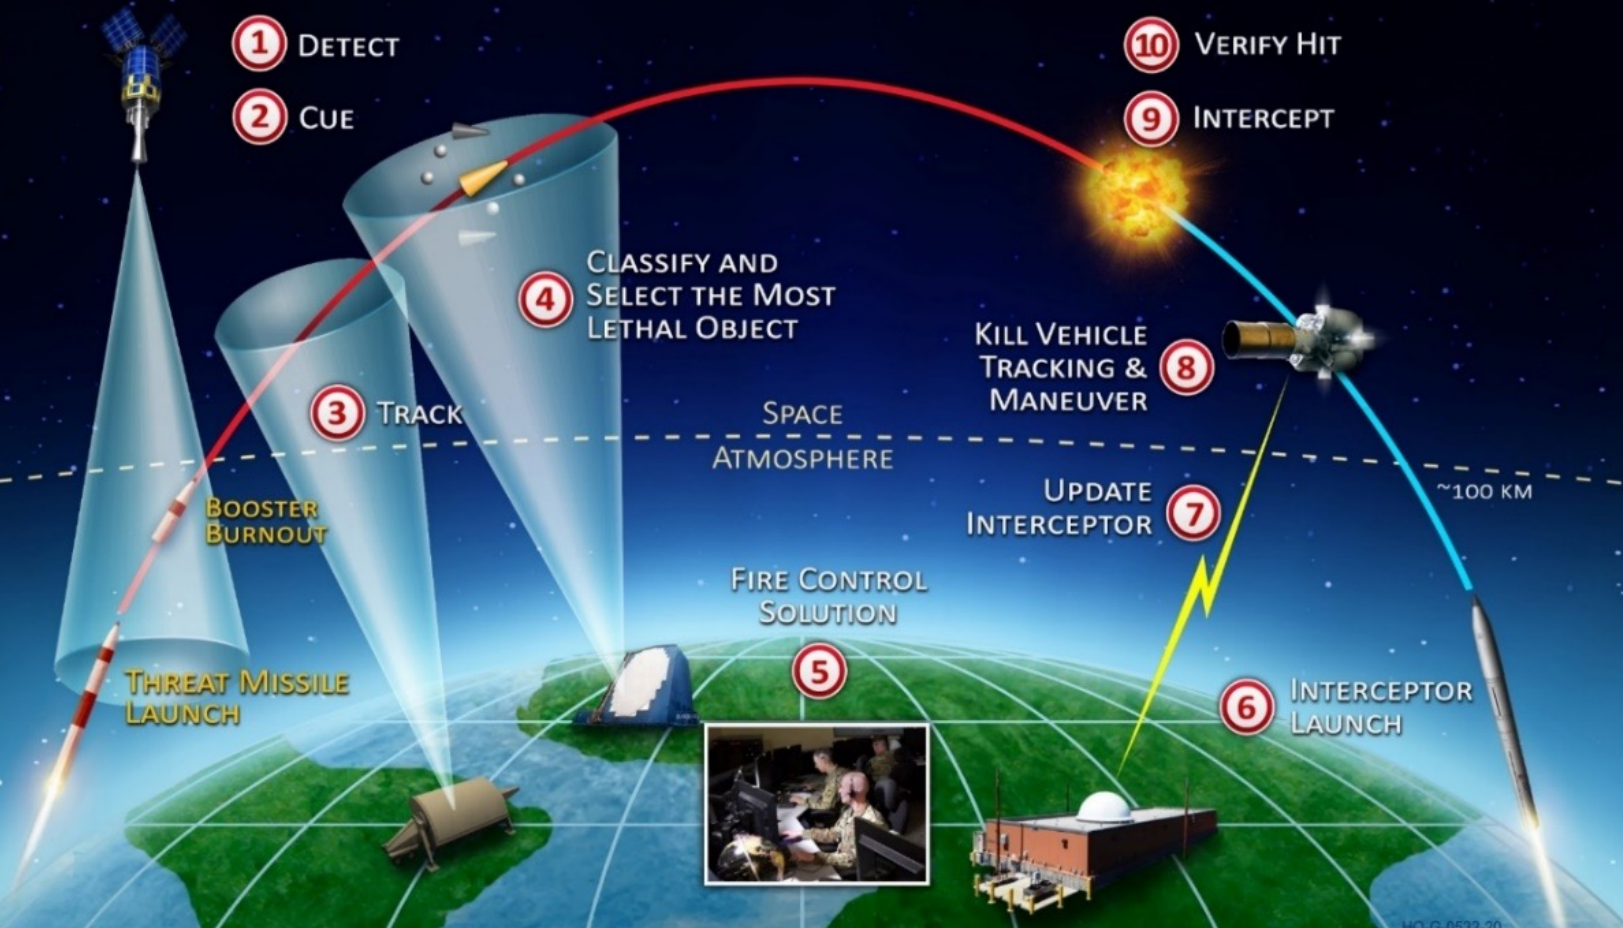 1 DETECT
2 CUE
3 TRACK
4 CLASSIFY AND
SELECT THE MOST
LETHAL OBJECT
SPACE
ATMOSPHERE
~100 KM
BOOSTER
BURNOUT
THREAT MISSILE
LAUNCH
FIRE CONTROL
SOLUTION
5
6 INTERCEPTOR
LAUNCH
UPDATE
INTERCEPTOR 7
KILL VEHICLE
TRACKING & 8
MANEUVER
9 INTERCEPT
10 VERIFY HIT